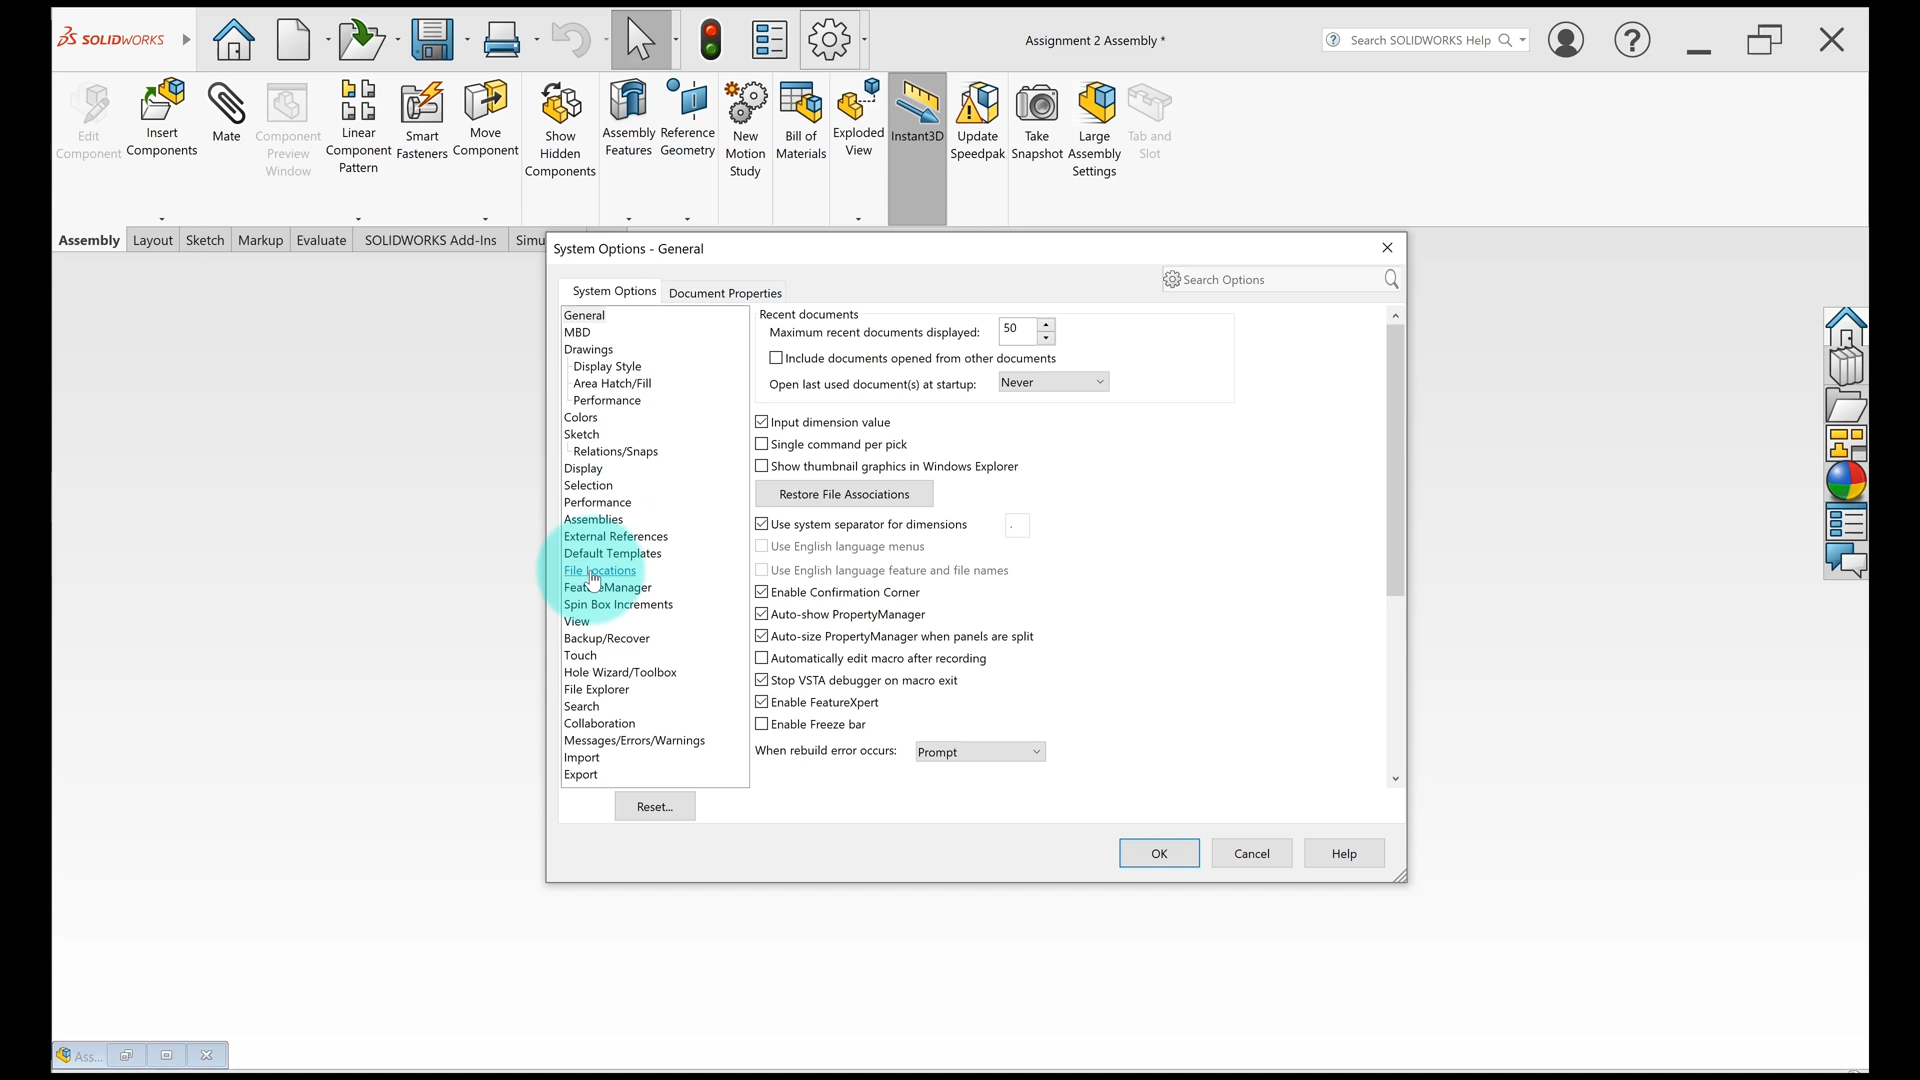 SOLIDWORKS
Assignment 2 Assembly *
Search SOLIDWORKS Help
Edit Component
Insert Components
Mate
Component Preview Window
Linear Component Pattern
Smart Fasteners
Move Component
Show Hidden Components
Assembly Features
Reference Geometry
New Motion Study
Bill of Materials
Exploded View
Instant3D
Update Speedpak
Take Snapshot
Large Assembly Settings
Tab and Slot
Assembly
Layout
Sketch
Markup
Evaluate
SOLIDWORKS Add-Ins
Simu
System Options - General
Search Options
System Options
Document Properties
General
MBD
Drawings
Display Style
Area Hatch/Fill
Performance
Colors
Sketch
Relations/Snaps
Display
Selection
Performance
Assemblies
External References
Default Templates
File Locations
FeatureManager
Spin Box Increments
View
Backup/Recover
Touch
Hole Wizard/Toolbox
File Explorer
Search
Collaboration
Messages/Errors/Warnings
Import
Export
Reset...
Recent documents
Maximum recent documents displayed: 50
Include documents opened from other documents
Open last used document(s) at startup: Never
Input dimension value
Single command per pick
Show thumbnail graphics in Windows Explorer
Restore File Associations
Use system separator for dimensions .
Use English language menus
Use English language feature and file names
Enable Confirmation Corner
Auto-show PropertyManager
Auto-size PropertyManager when panels are split
Automatically edit macro after recording
Stop VSTA debugger on macro exit
Enable FeatureXpert
Enable Freeze bar
When rebuild error occurs: Prompt
OK
Cancel
Help
Ass...